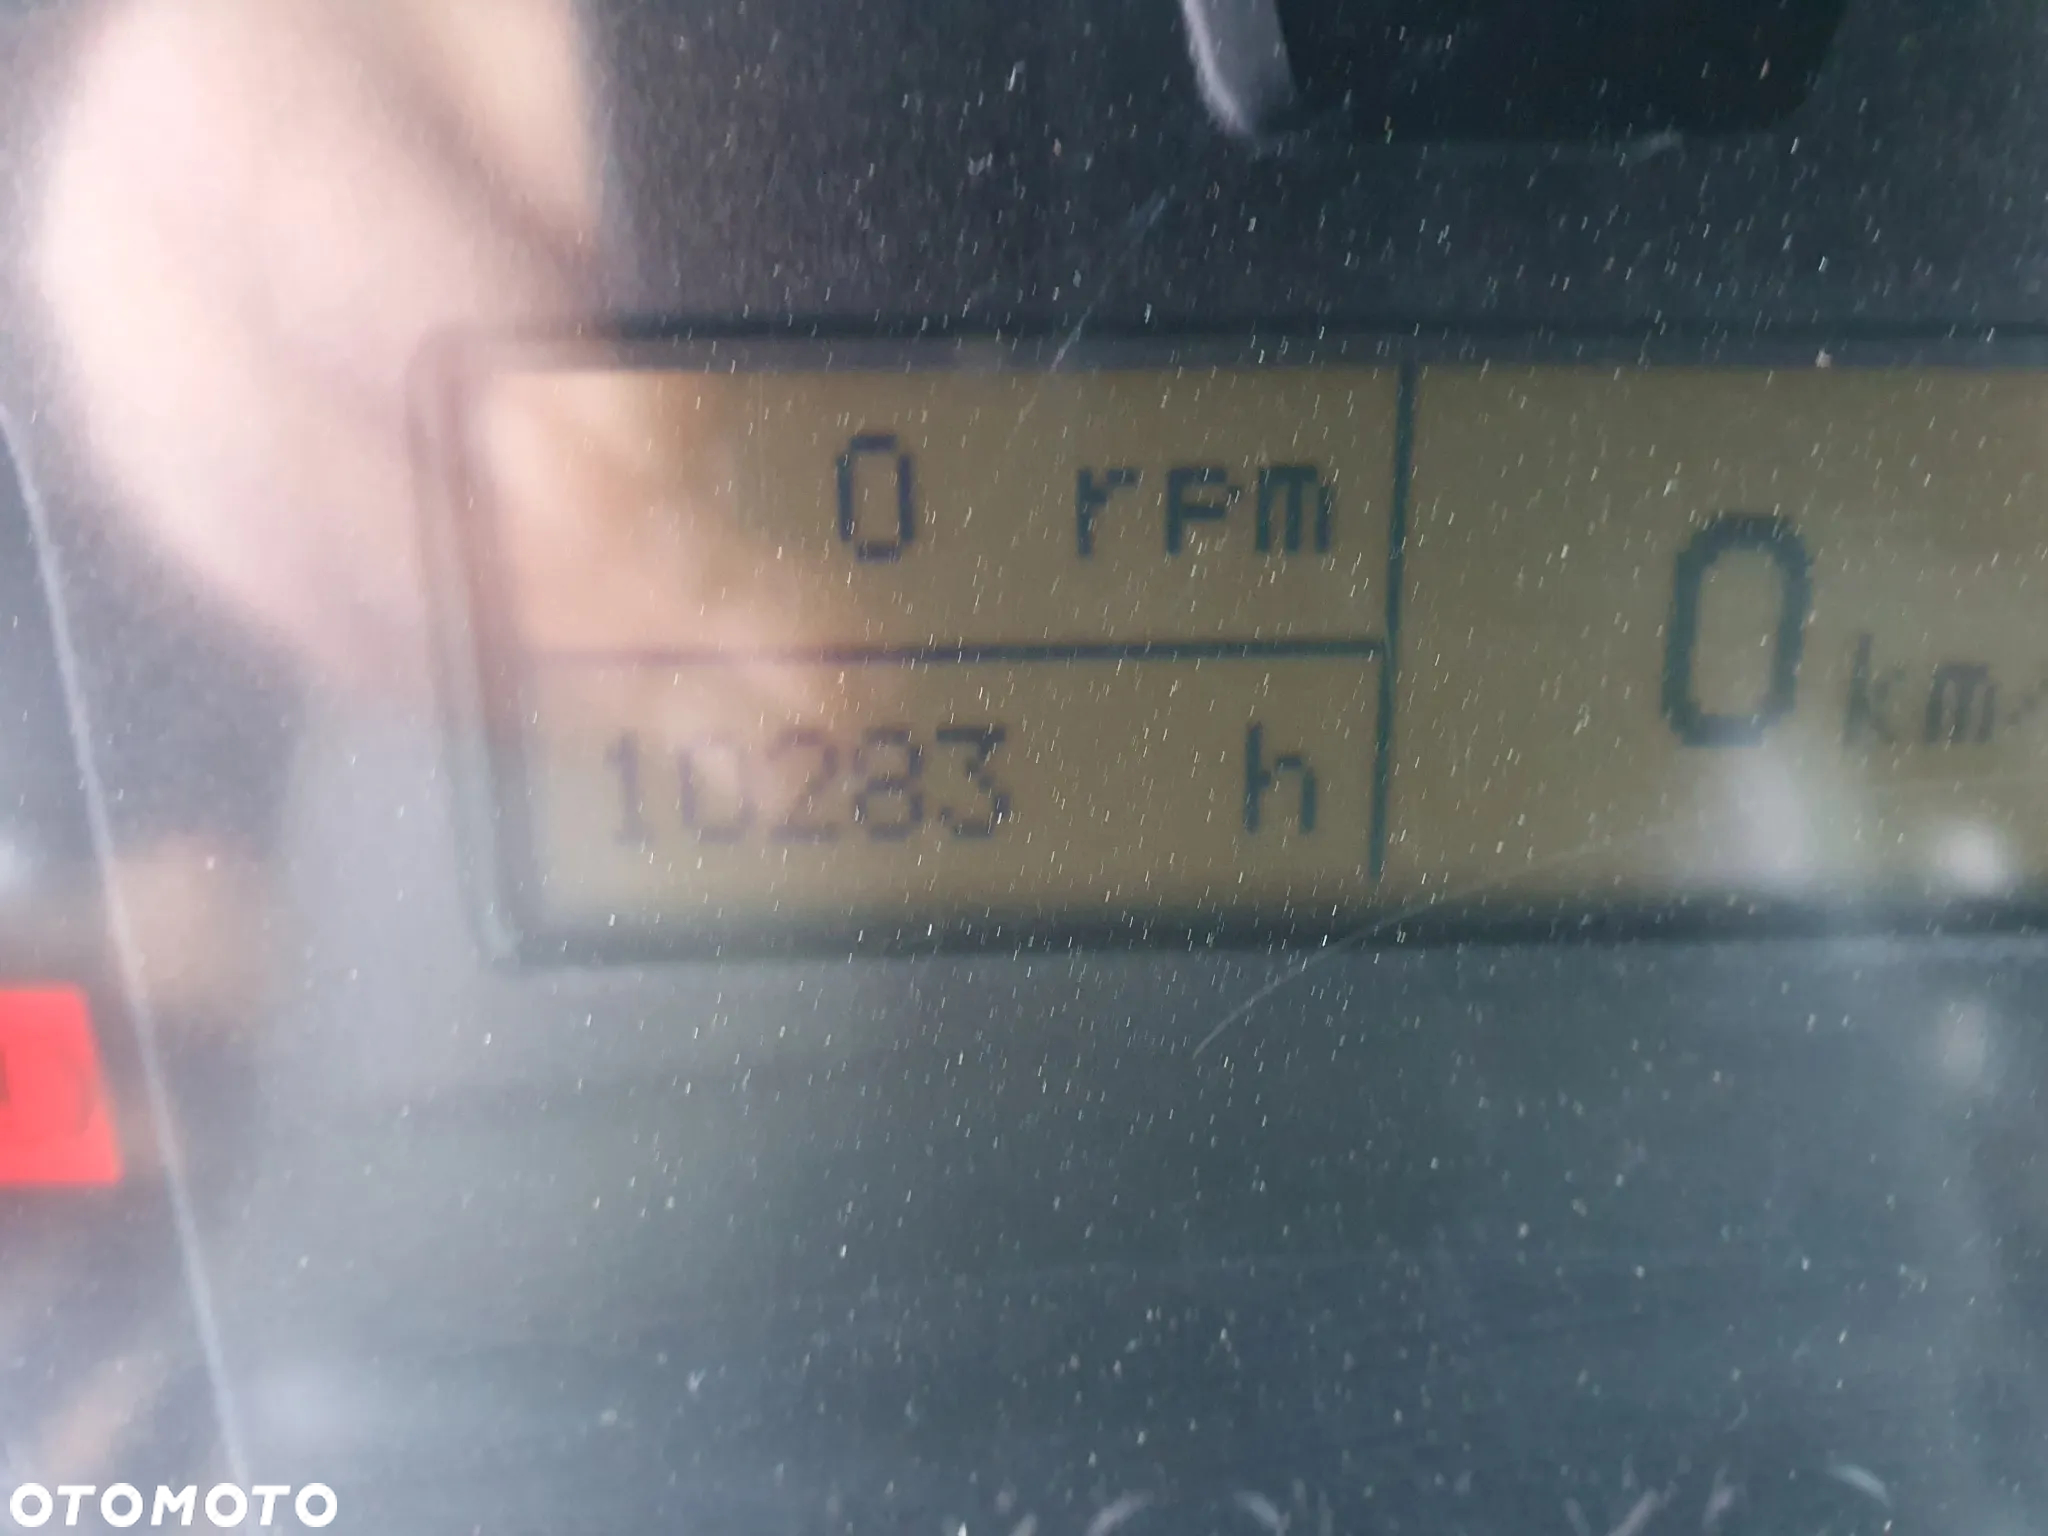 0 rpm
0 km/
10283 h
OTOMOTO